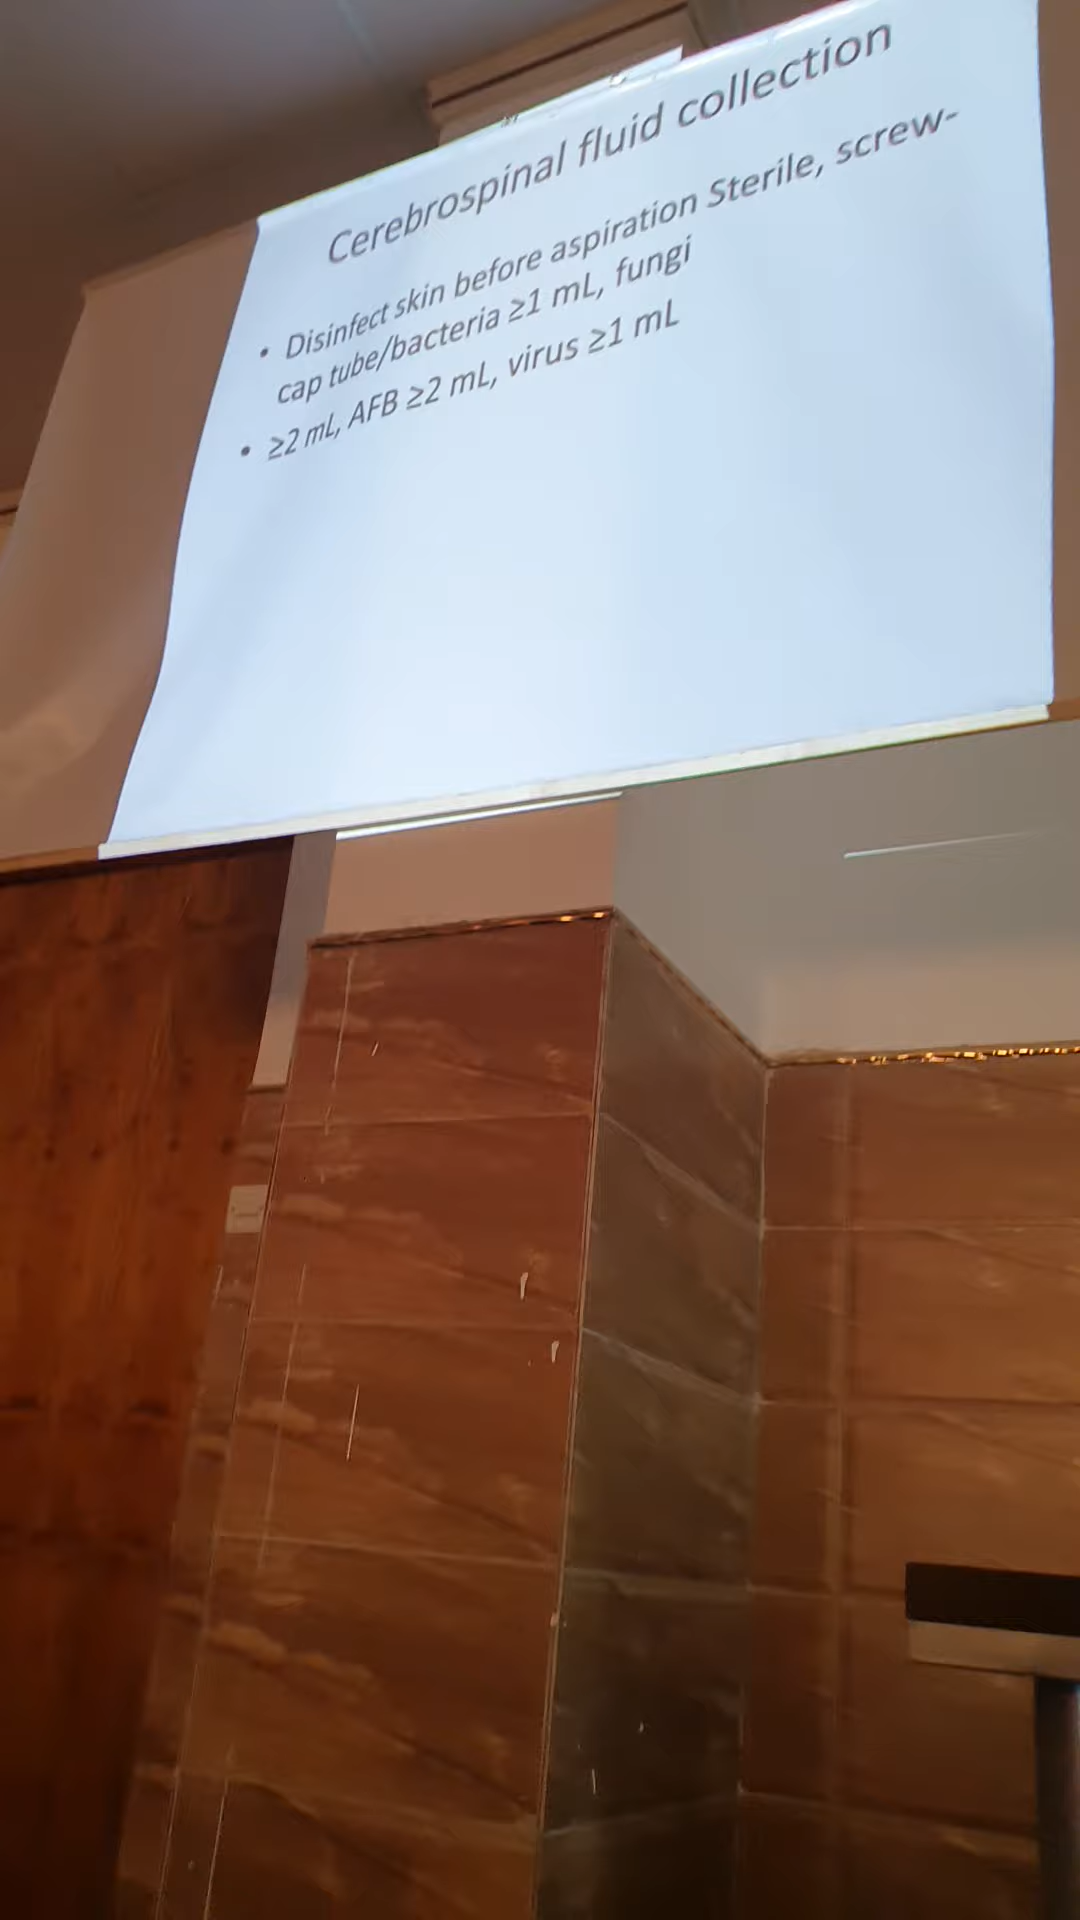 Cerebrospinal fluid collection
• Disinfect skin before aspiration Sterile, screw-
cap tube/bacteria ≥1 mL, fungi
• ≥2 mL, AFB ≥2 mL, virus ≥1 mL